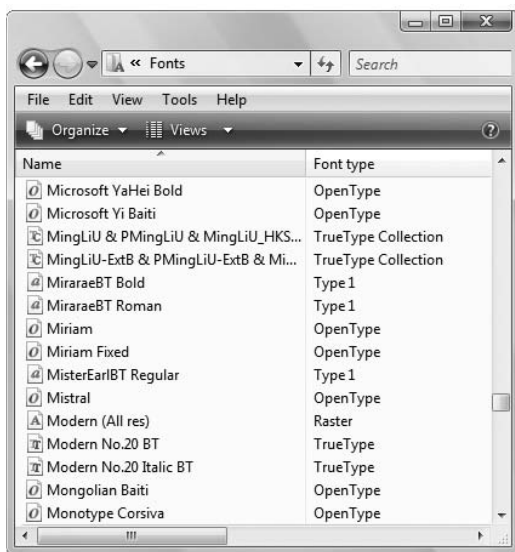 « Fonts Search
File Edit View Tools Help
Organize Views ?
Name Font type
Microsoft YaHei Bold OpenType
Microsoft Yi Baiti OpenType
MingLiU & PMingLiU & MingLiU_HKS... TrueType Collection
MingLiU-ExtB & PMingLiU-ExtB & Mi... TrueType Collection
MiraraeBT Bold Type 1
MiraraeBT Roman Type 1
Miriam OpenType
Miriam Fixed OpenType
MisterEarlBT Regular Type 1
Mistral OpenType
Modern (All res) Raster
Modern No.20 BT TrueType
Modern No.20 Italic BT TrueType
Mongolian Baiti OpenType
Monotype Corsiva OpenType